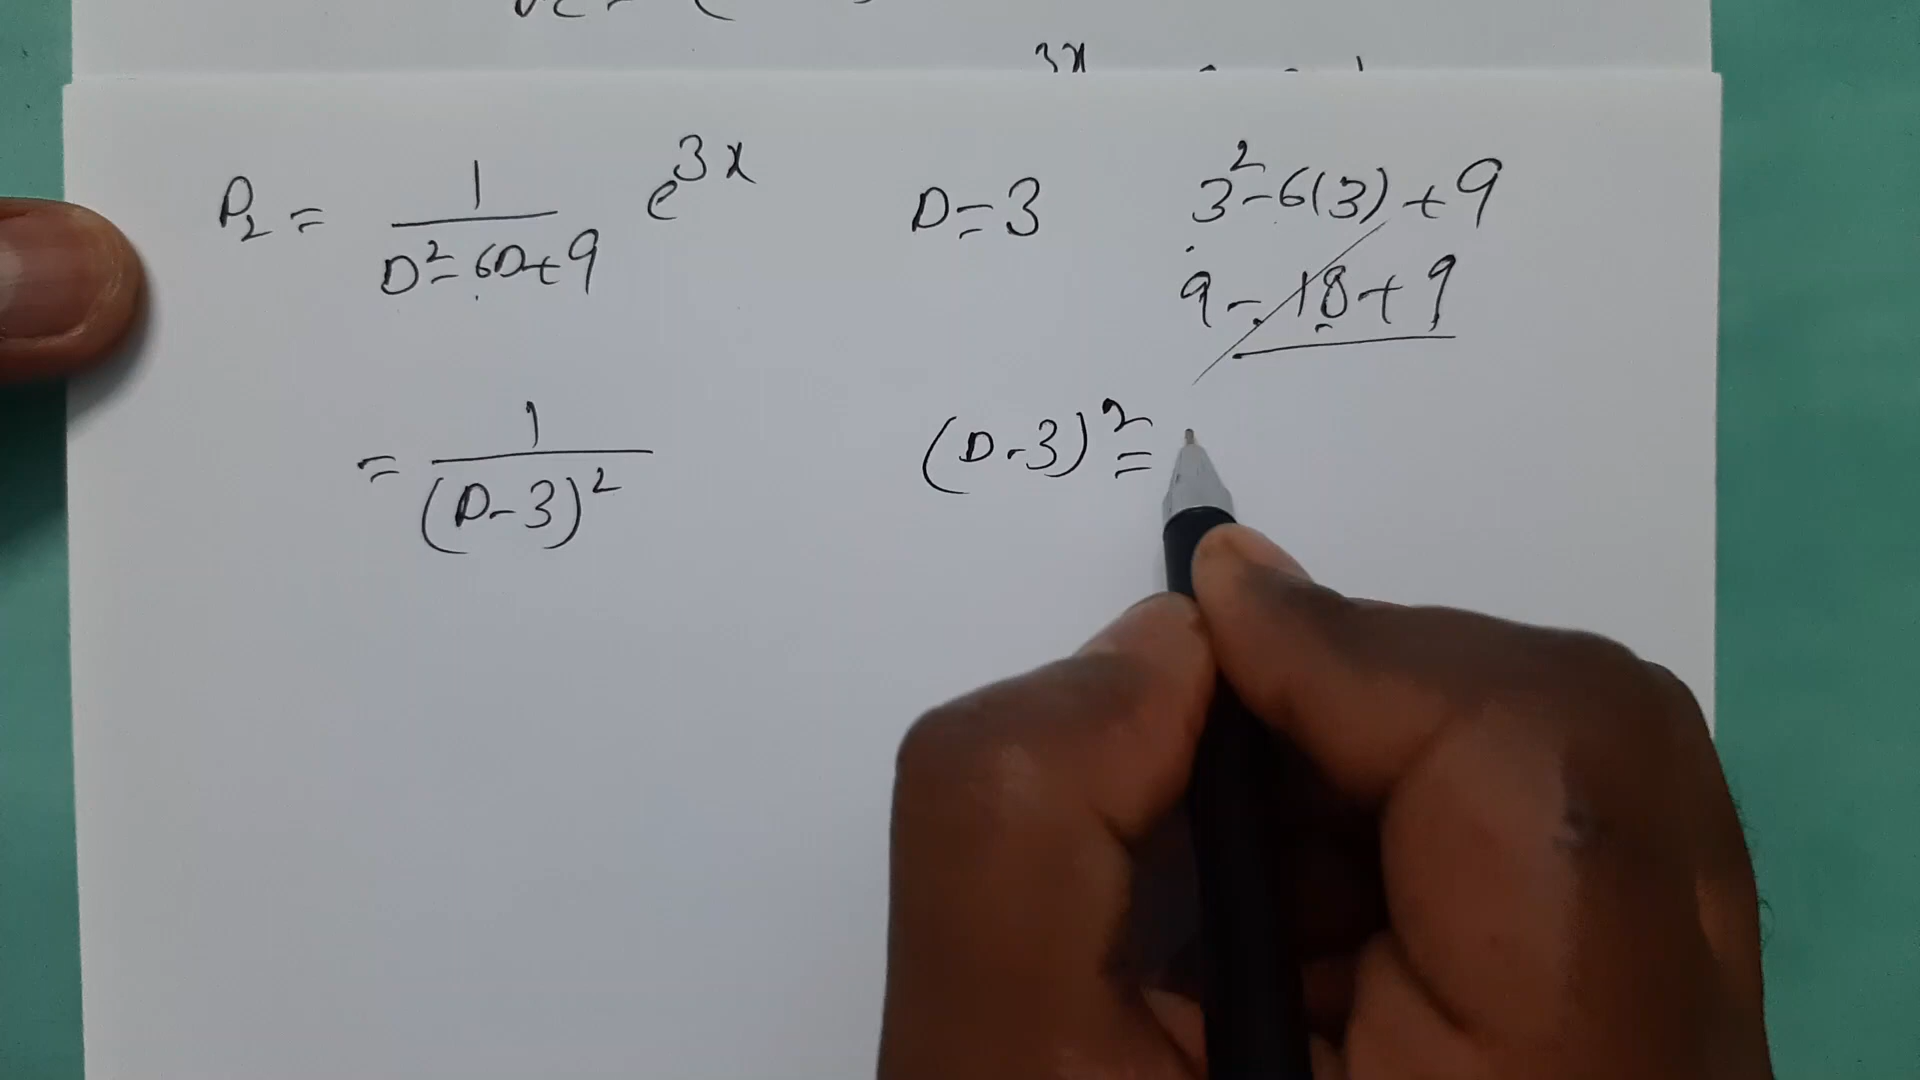 3x
P₂ = 1/(D² - 6D + 9) e^{3x}
D = 3
3² - 6(3) + 9
9 - 18 + 9
= 1/(D - 3)²
(D - 3)² =